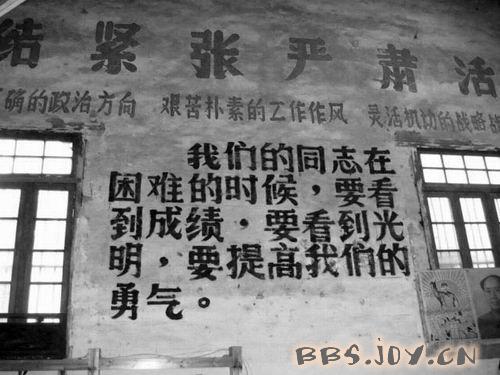 结紧张严肃活
确的政治方向 艰苦朴素的工作作风 灵活机动的战略战
我们的同志在
困难的时候，要看
到成绩，要看到光
明，要提高我们的
勇气。
BBS.JOY.CN